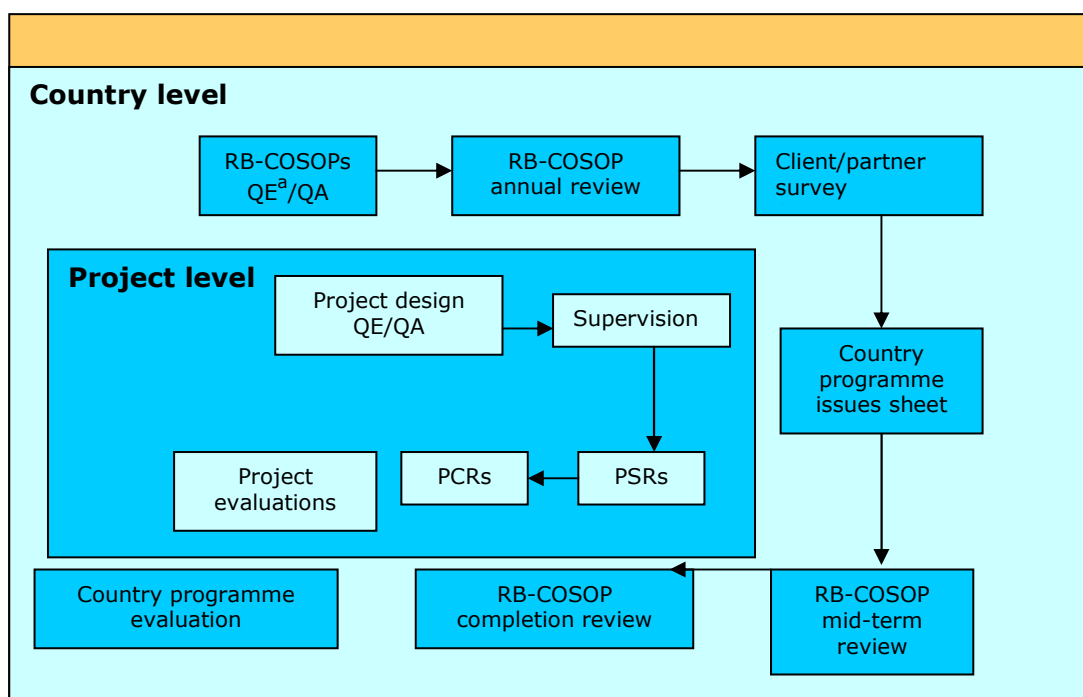 Country level
RB-COSOPs
QEa/QA
RB-COSOP
annual review
Client/partner
survey
Project level
Project design
QE/QA
Supervision
Country
programme
issues sheet
Project
evaluations
PCRs
PSRs
Country programme
evaluation
RB-COSOP
completion review
RB-COSOP
mid-term
review